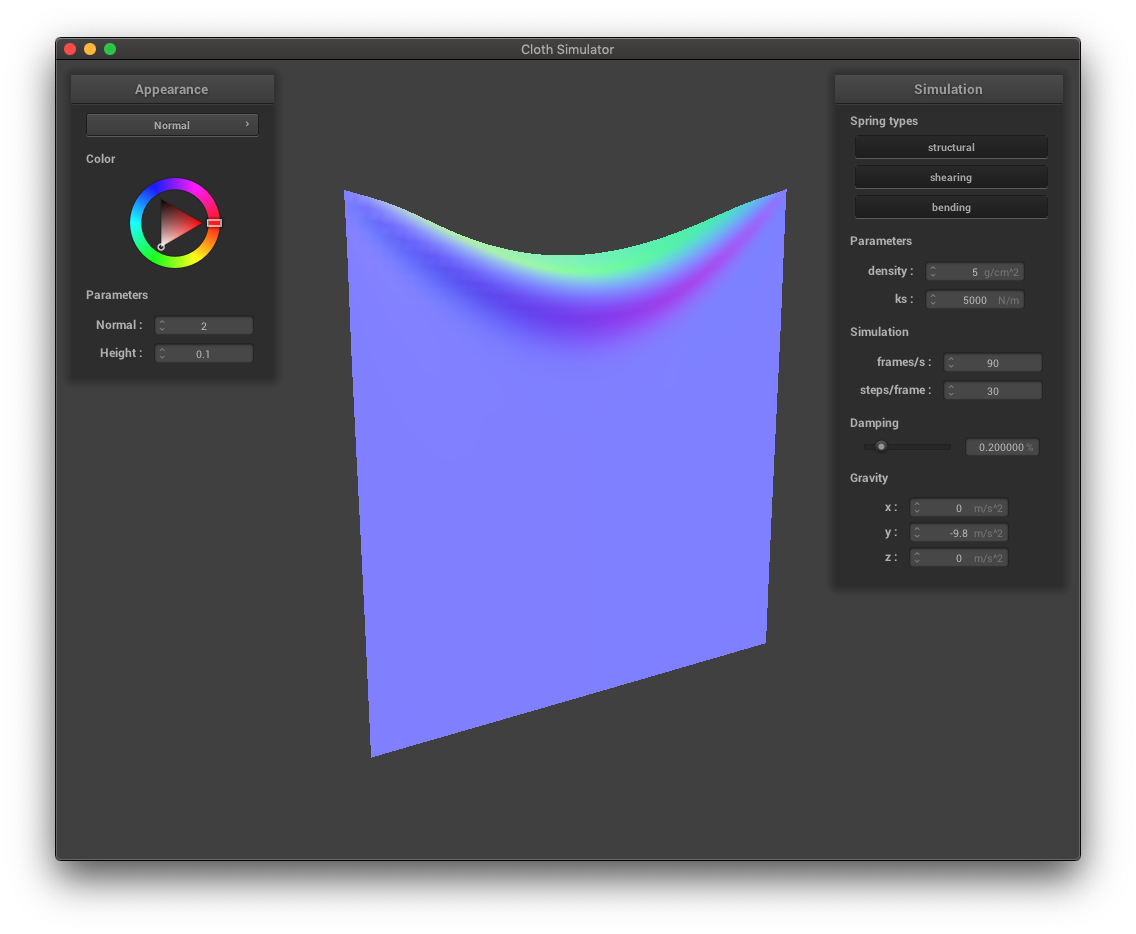 Cloth Simulator
Appearance
Normal ›
Color
Parameters
Normal : 2
Height : 0.1
Simulation
Spring types
structural
shearing
bending
Parameters
density : 5 g/cm^2
ks : 5000 N/m
Simulation
frames/s : 90
steps/frame : 30
Damping
0.200000 %
Gravity
x : 0 m/s^2
y : -9.8 m/s^2
z : 0 m/s^2